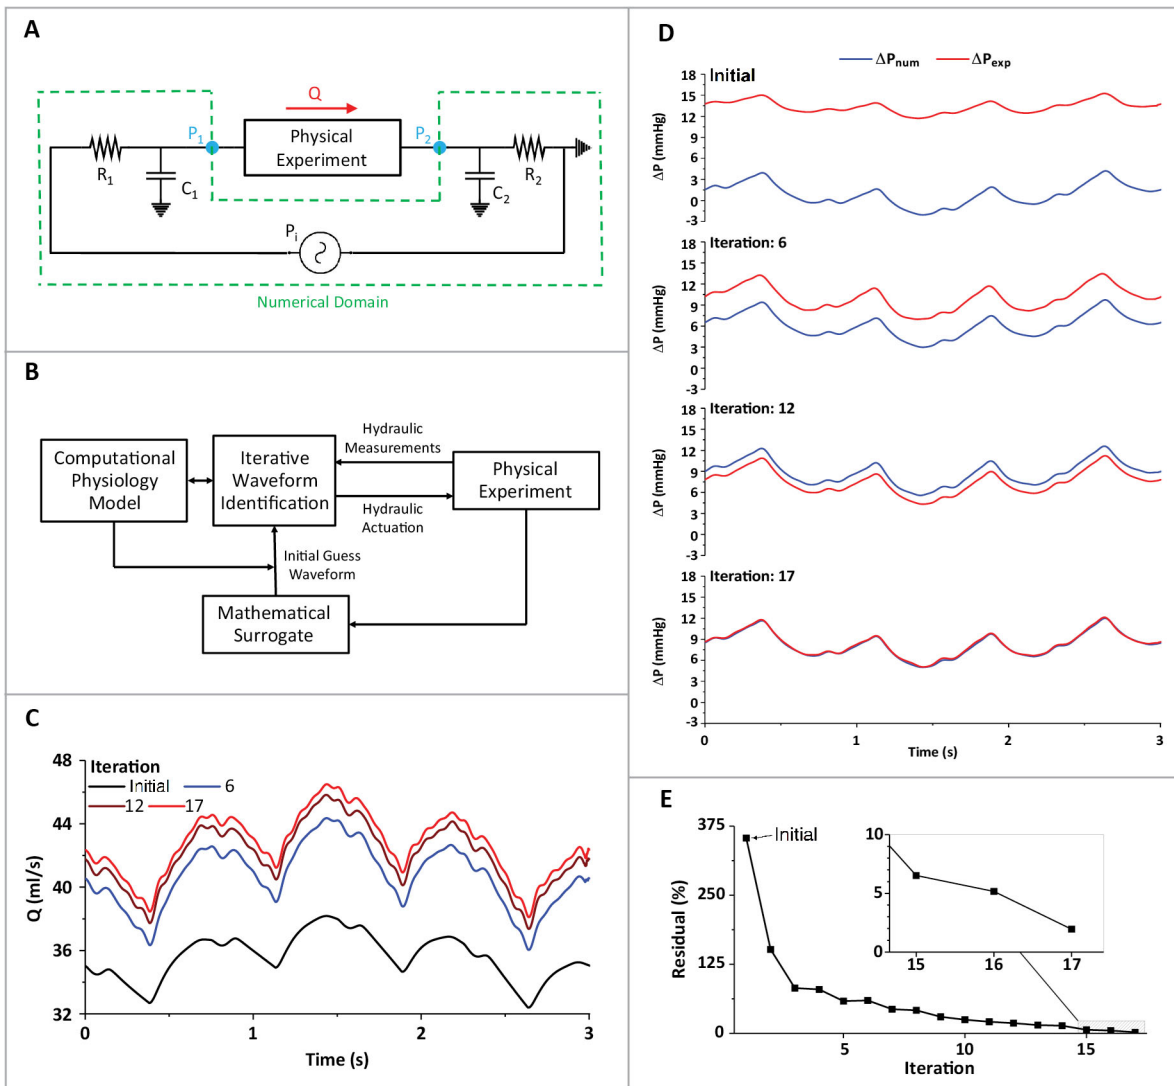 A
Q
P1
Physical
Experiment
P2
R1
C1
C2
R2
Pi
Numerical Domain
B
Computational
Physiology
Model
Iterative
Waveform
Identification
Hydraulic
Measurements
Hydraulic
Actuation
Physical
Experiment
Initial Guess
Waveform
Mathematical
Surrogate
C
48
44
40
36
32
Q (ml/s)
Iteration
Initial 6
12 17
0 1 2 3
Time (s)
D
ΔPnum ΔPexp
Initial
18
15
12
9
6
3
0
-3
ΔP (mmHg)
Iteration: 6
18
15
12
9
6
3
0
-3
ΔP (mmHg)
Iteration: 12
18
15
12
9
6
3
0
-3
ΔP (mmHg)
Iteration: 17
18
15
12
9
6
3
0
-3
ΔP (mmHg)
0 1 2 3
Time (s)
E
375
250
125
0
Residual (%)
Initial
10
5
0
15 16 17
5 10 15
Iteration